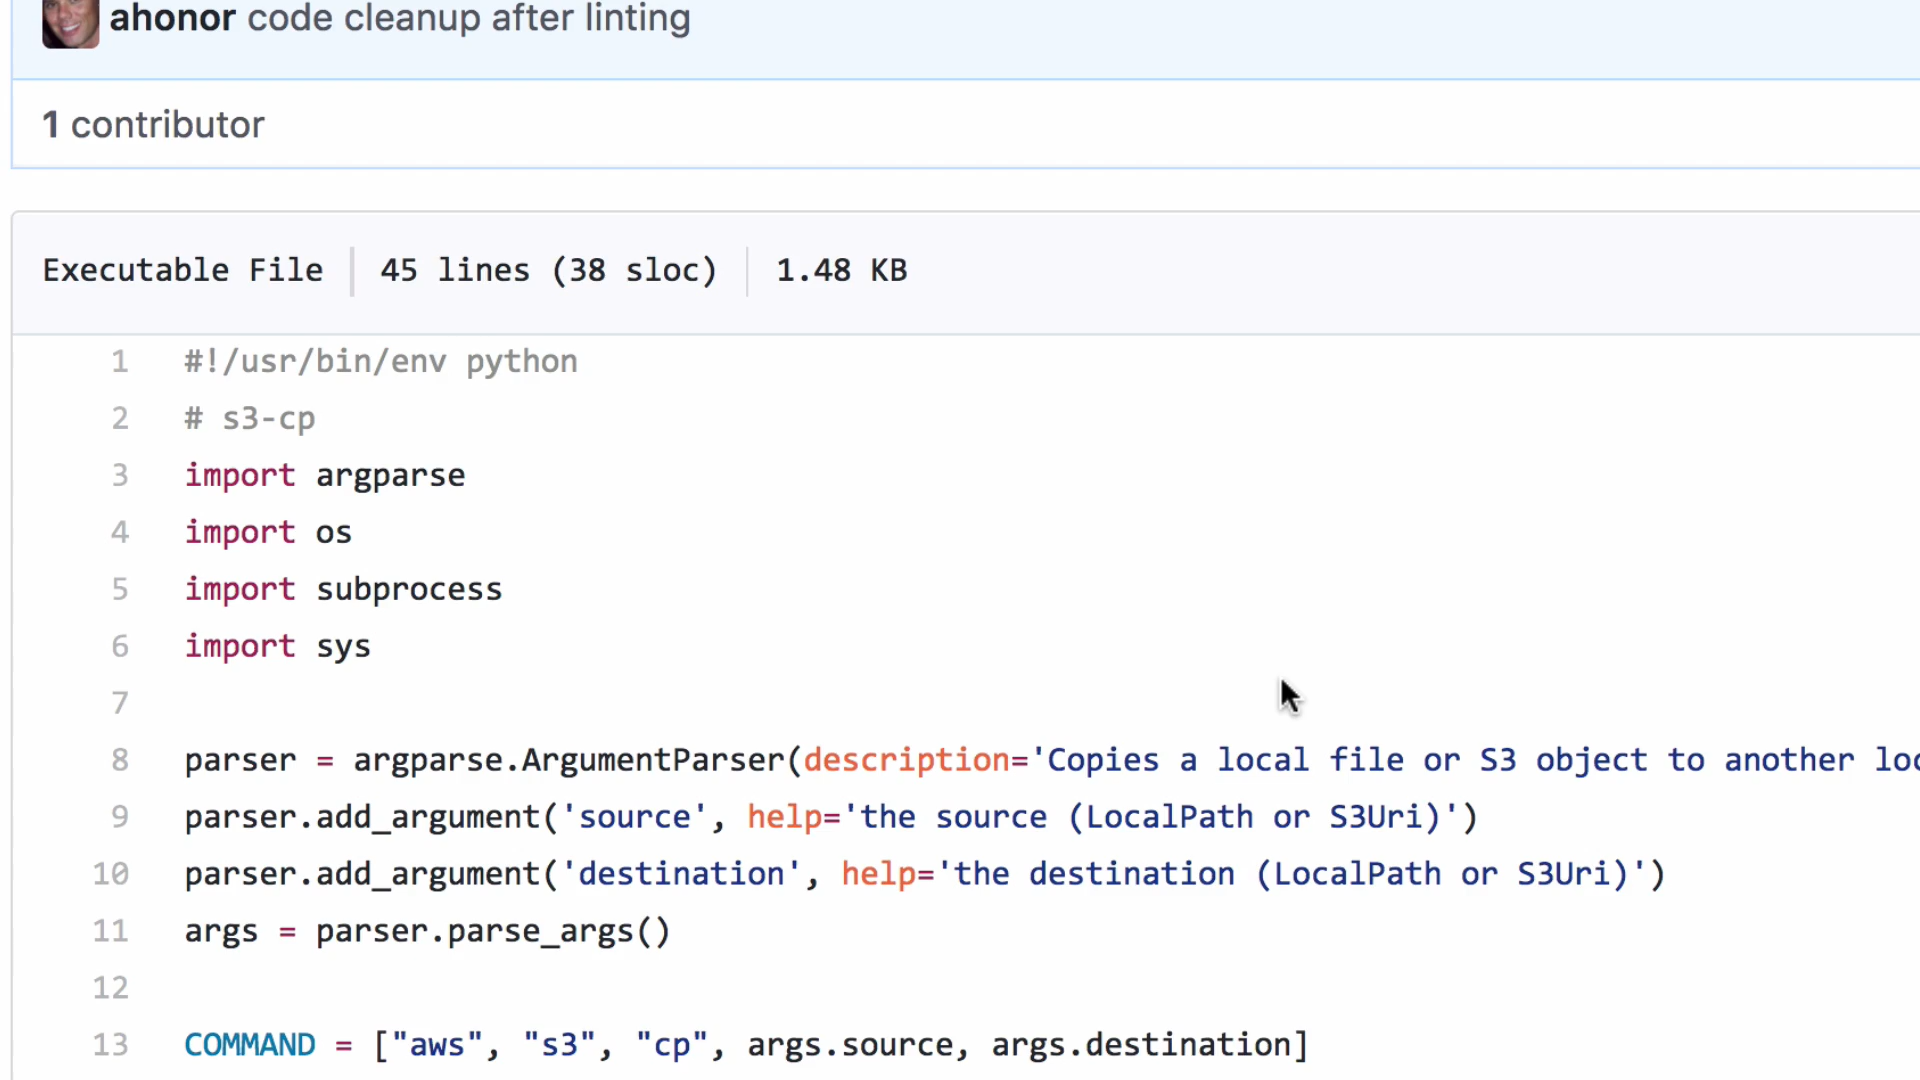 ahonor code cleanup after linting
1 contributor
Executable File 45 lines (38 sloc) 1.48 KB
1 #!/usr/bin/env python
2 # s3-cp
3 import argparse
4 import os
5 import subprocess
6 import sys
7
8 parser = argparse.ArgumentParser(description='Copies a local file or S3 object to another
9 parser.add_argument('source', help='the source (LocalPath or S3Uri)')
10 parser.add_argument('destination', help='the destination (LocalPath or S3Uri)')
11 args = parser.parse_args()
12
13 COMMAND = ["aws", "s3", "cp", args.source, args.destination]